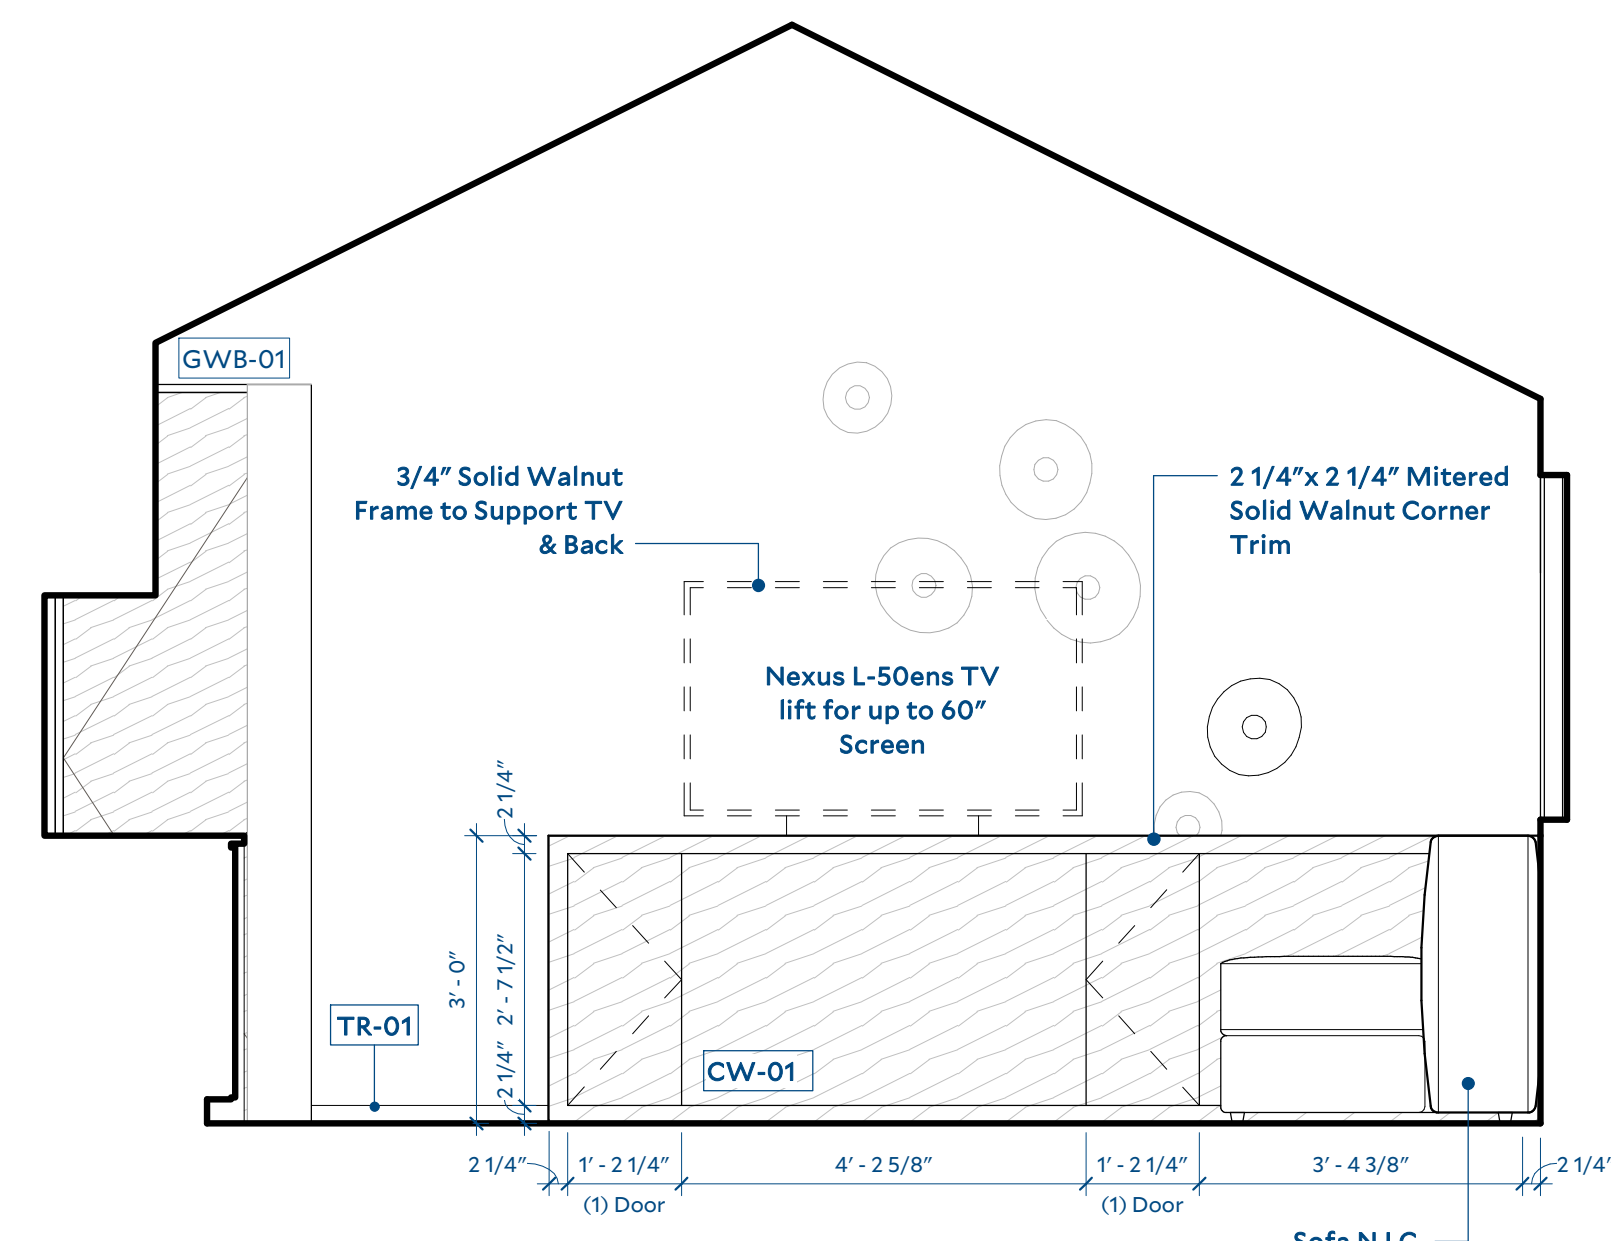 GWB-01
3/4" Solid Walnut
Frame to Support TV
& Back
2 1/4"x 2 1/4" Mitered
Solid Walnut Corner
Trim
Nexus L-50ens TV
lift for up to 60"
Screen
2 1/4"
3' - 0"
2' - 7 1/2"
2 1/4"
TR-01
CW-01
2 1/4"
1' - 2 1/4"
4' - 2 5/8"
1' - 2 1/4"
3' - 4 3/8"
2 1/4"
(1) Door
(1) Door
Sofa N.I.C.